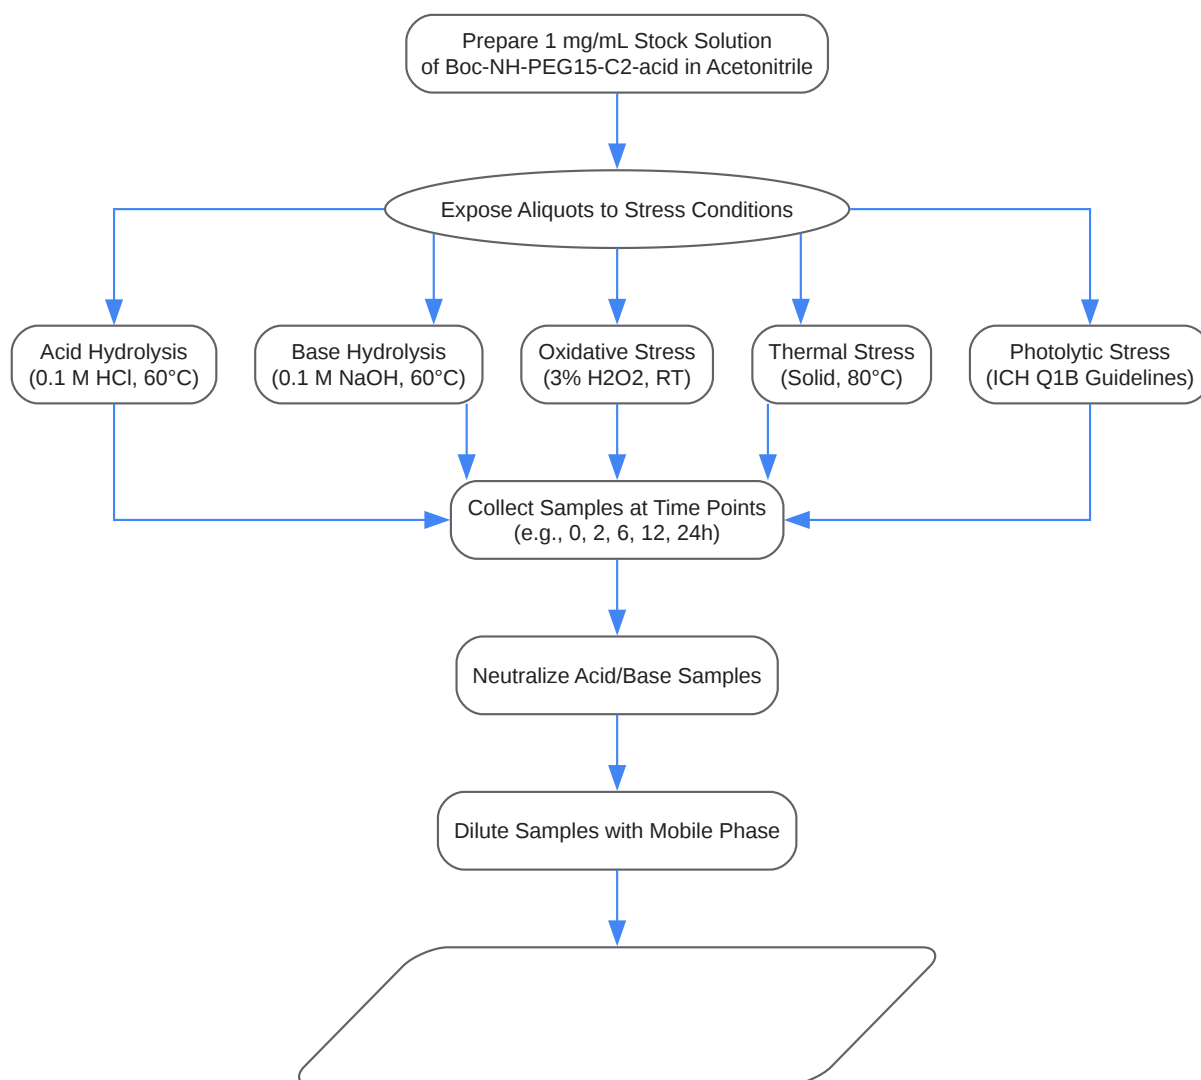 Prepare 1 mg/mL Stock Solution
of Boc-NH-PEG15-C2-acid in Acetonitrile
Expose Aliquots to Stress Conditions
Acid Hydrolysis
(0.1 M HCl, 60°C)
Base Hydrolysis
(0.1 M NaOH, 60°C)
Oxidative Stress
(3% H2O2, RT)
Thermal Stress
(Solid, 80°C)
Photolytic Stress
(ICH Q1B Guidelines)
Collect Samples at Time Points
(e.g., 0, 2, 6, 12, 24h)
Neutralize Acid/Base Samples
Dilute Samples with Mobile Phase